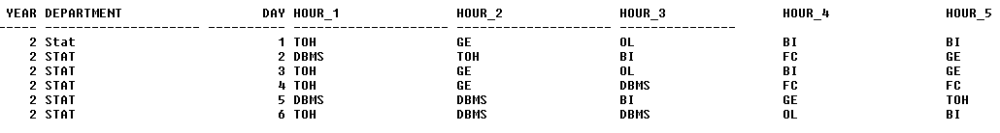 YEAR DEPARTMENT DAY HOUR_1 HOUR_2 HOUR_3 HOUR_4 HOUR_5
----- -------------------- ---------- -------------------- -------------------- ---------------
2 Stat 1 TOH GE OL BI BI
2 STAT 2 DBMS TOH BI FC GE
2 STAT 3 TOH GE OL BI GE
2 STAT 4 TOH GE DBMS FC FC
2 STAT 5 DBMS DBMS BI GE TOH
2 STAT 6 TOH DBMS DBMS OL BI